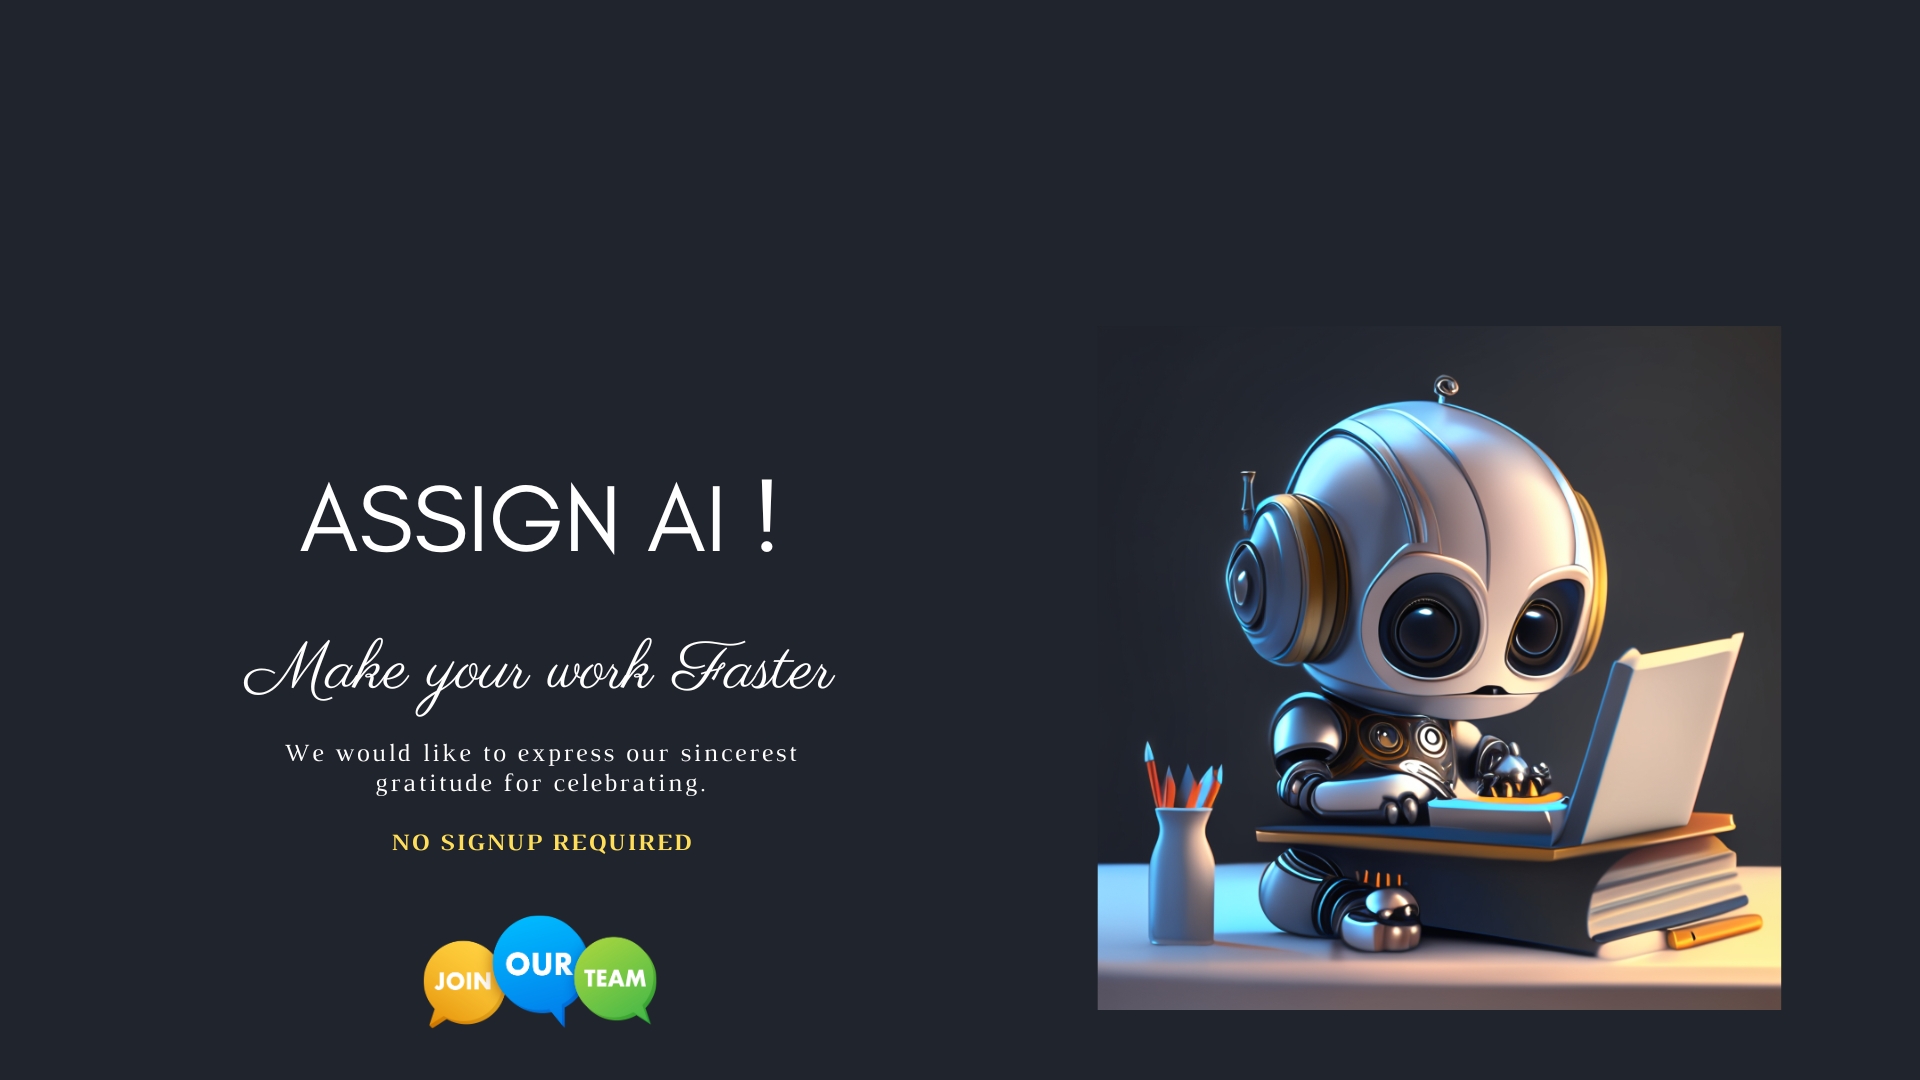 ASSIGN AI !
Make your work Faster
We would like to express our sincerest
gratitude for celebrating.
NO SIGNUP REQUIRED
JOIN OUR TEAM